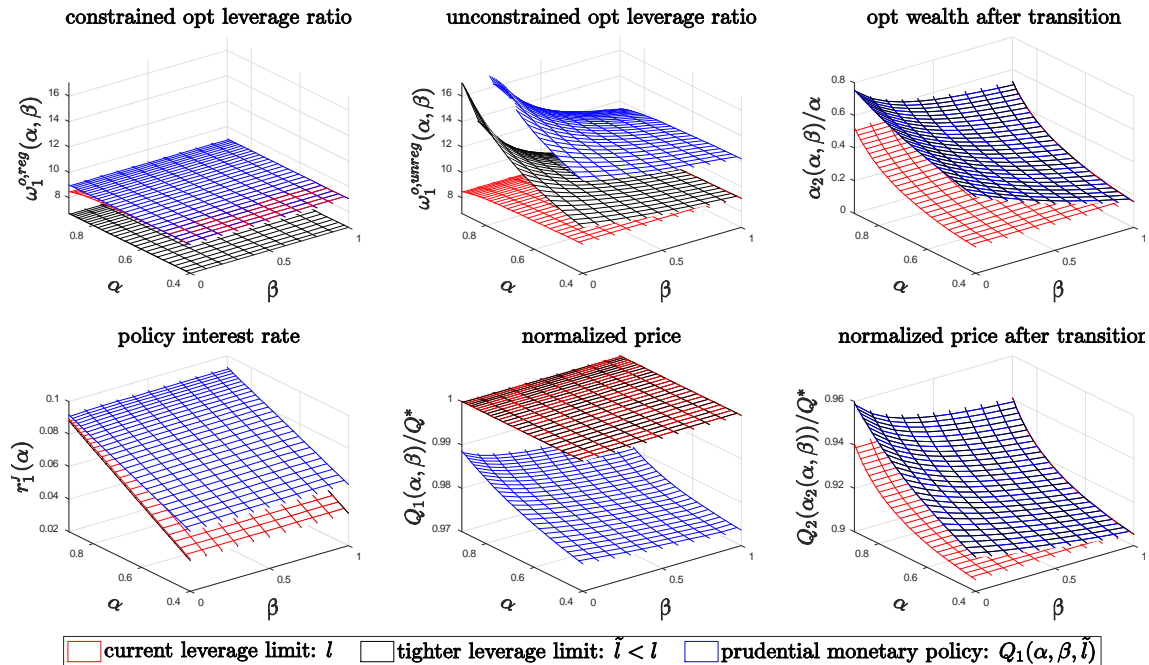 constrained opt leverage ratio
unconstrained opt leverage ratio
opt wealth after transition
ω₁^{o,reg}(α, β)
16
14
12
10
8
0.8
0.6
0.4
0
0.5
1
α
β
ω₁^{o,unreg}(α, β)
16
14
12
10
8
0.8
0.6
0.4
0
0.5
1
α
β
α₂(α, β)/α
0.8
0.6
0.4
0.2
0
0.8
0.6
0.4
0
0.5
1
α
β
policy interest rate
normalized price
normalized price after transition
r₁^J(α)
0.1
0.08
0.06
0.04
0.02
0.8
0.6
0.4
0
0.5
1
α
β
Q₁(α, β)/Q*
1
0.99
0.98
0.97
0.8
0.6
0.4
0
0.5
1
α
β
Q₂(α₂(α, β))/Q*
0.96
0.94
0.92
0.9
0.8
0.6
0.4
0
0.5
1
α
β
current leverage limit: l
tighter leverage limit: l̃ < l
prudential monetary policy: Q₁(α, β, l̃)